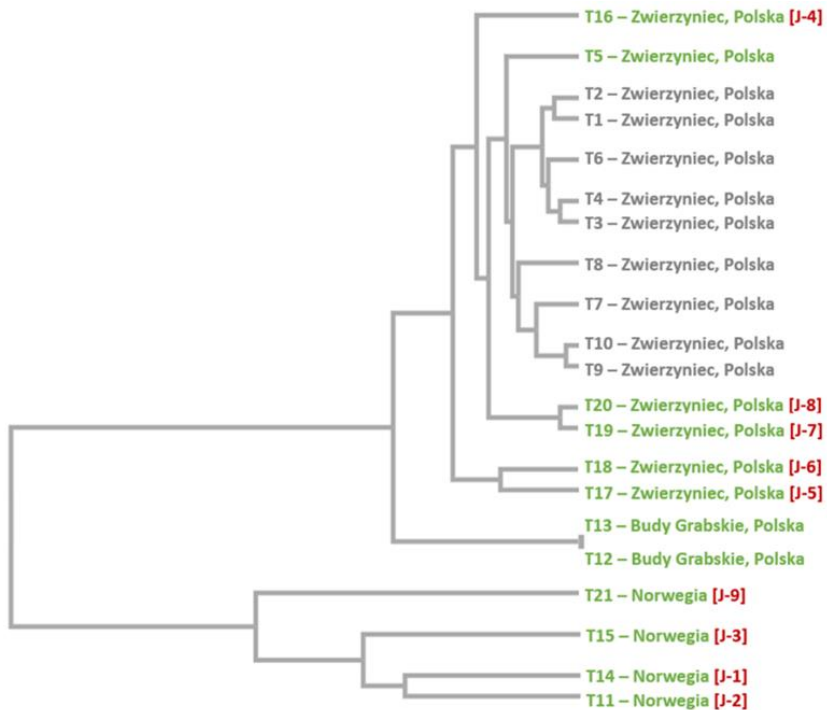 T16 – Zwierzyniec, Polska [J-4]
T5 – Zwierzyniec, Polska
T2 – Zwierzyniec, Polska
T1 – Zwierzyniec, Polska
T6 – Zwierzyniec, Polska
T4 – Zwierzyniec, Polska
T3 – Zwierzyniec, Polska
T8 – Zwierzyniec, Polska
T7 – Zwierzyniec, Polska
T10 – Zwierzyniec, Polska
T9 – Zwierzyniec, Polska
T20 – Zwierzyniec, Polska [J-8]
T19 – Zwierzyniec, Polska [J-7]
T18 – Zwierzyniec, Polska [J-6]
T17 – Zwierzyniec, Polska [J-5]
T13 – Budy Grabskie, Polska
T12 – Budy Grabskie, Polska
T21 – Norwegia [J-9]
T15 – Norwegia [J-3]
T14 – Norwegia [J-1]
T11 – Norwegia [J-2]